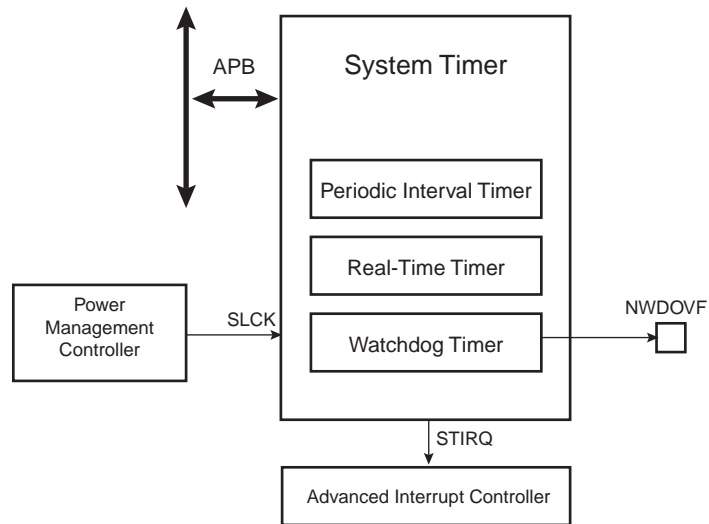 APB
System Timer
Periodic Interval Timer
Real-Time Timer
Power
Management
Controller
SLCK
Watchdog Timer
NWDOVF
STIRQ
Advanced Interrupt Controller